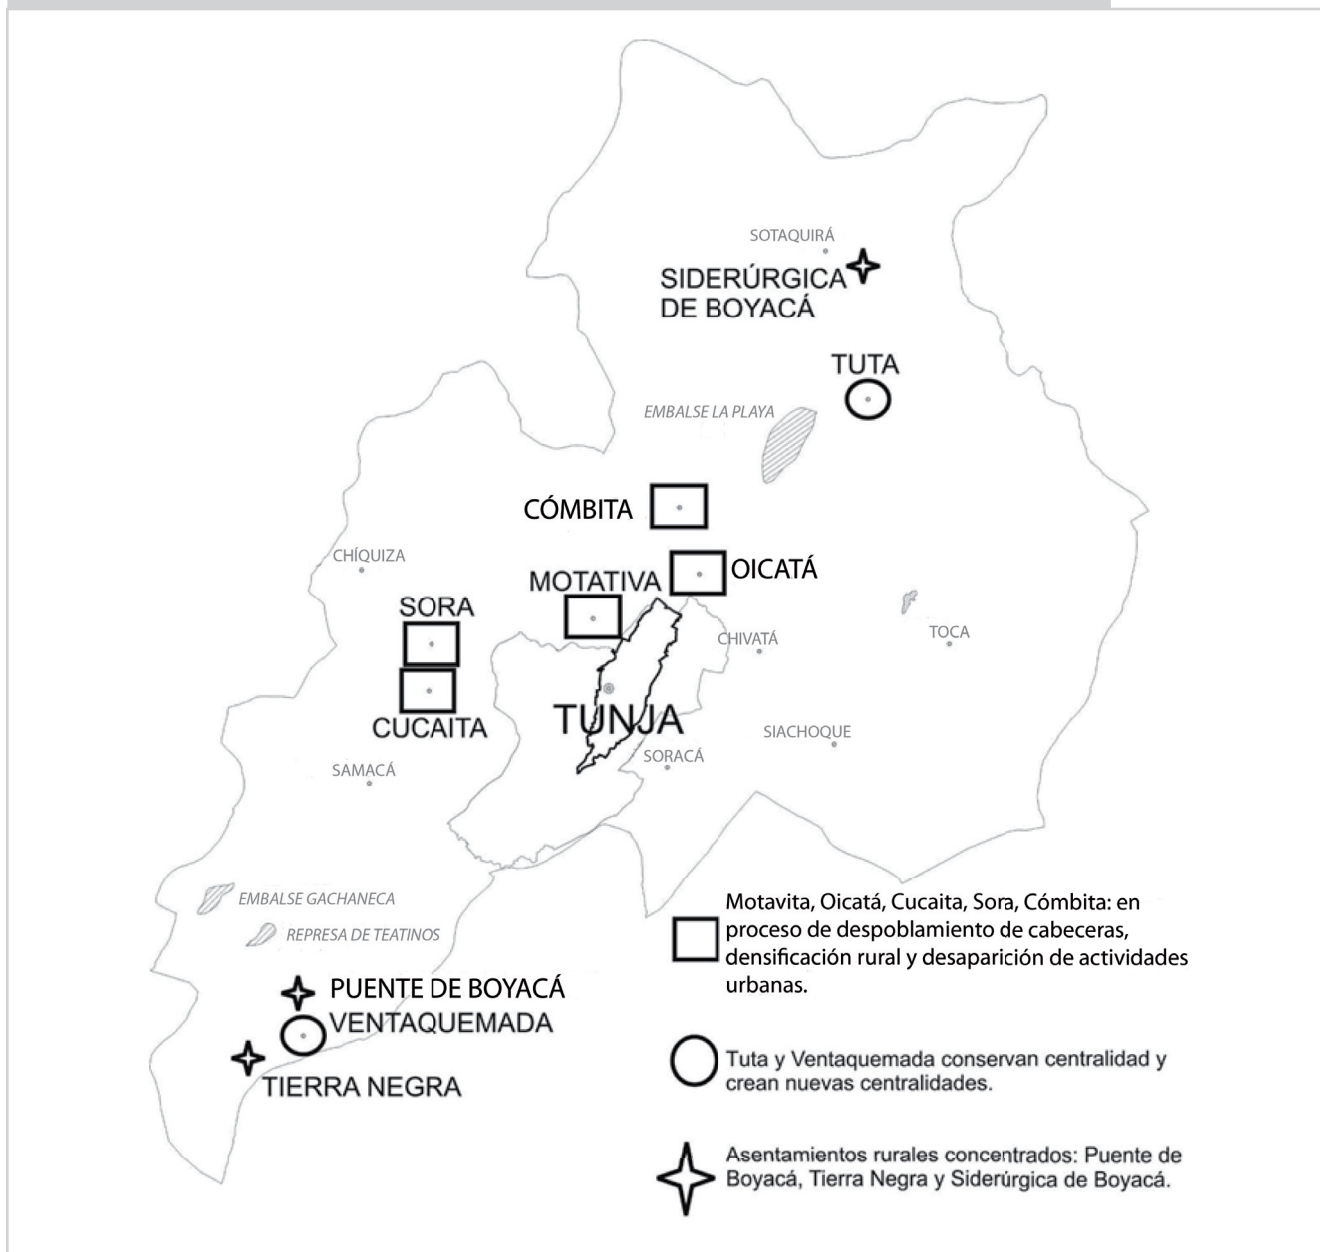 SOTAQUIRÁ
SIDERÚRGICA
DE BOYACÁ
TUTA
EMBALSE LA PLAYA
CÓMBITA
CHÍQUIZA
MOTATIVA
OICATÁ
SORA
CHIVATÁ
TOCA
CUCAITA
TUNJA
SIACHOQUE
SORACÁ
SAMACÁ
EMBALSE GACHANECA
REPRESA DE TEATINOS
PUENTE DE BOYACÁ
VENTAQUEMADA
TIERRA NEGRA
Motavita, Oicatá, Cucaita, Sora, Cómbita: en
proceso de despoblamiento de cabeceras,
densificación rural y desaparición de actividades
urbanas.
Tuta y Ventaquemada conservan centralidad y
crean nuevas centralidades.
Asentamientos rurales concentrados: Puente de
Boyacá, Tierra Negra y Siderúrgica de Boyacá.